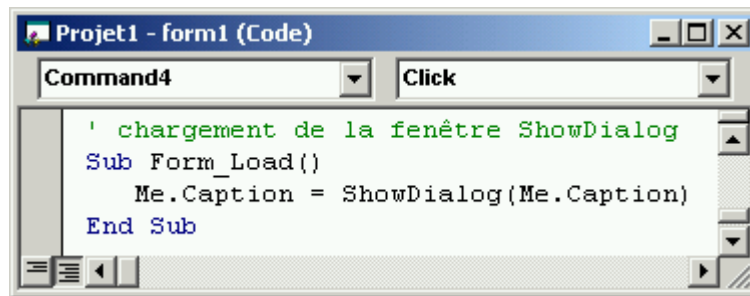 Projet1 - form1 (Code)
Command4 Click
' chargement de la fenêtre ShowDialog
Sub Form_Load()
Me.Caption = ShowDialog(Me.Caption)
End Sub